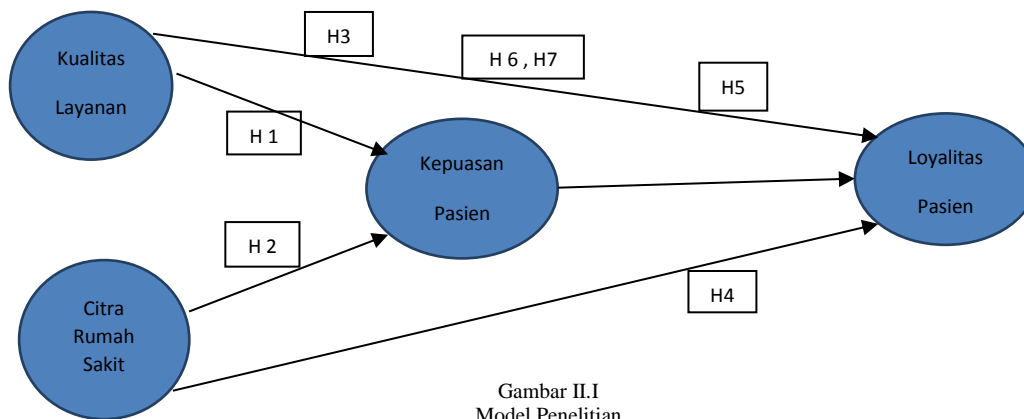 H3
H 6 , H7
H5
Kualitas
Layanan
H 1
Kepuasan
Pasien
Loyalitas
Pasien
H 2
Citra
Rumah
Sakit
H4
Gambar II.I
Model Penelitian